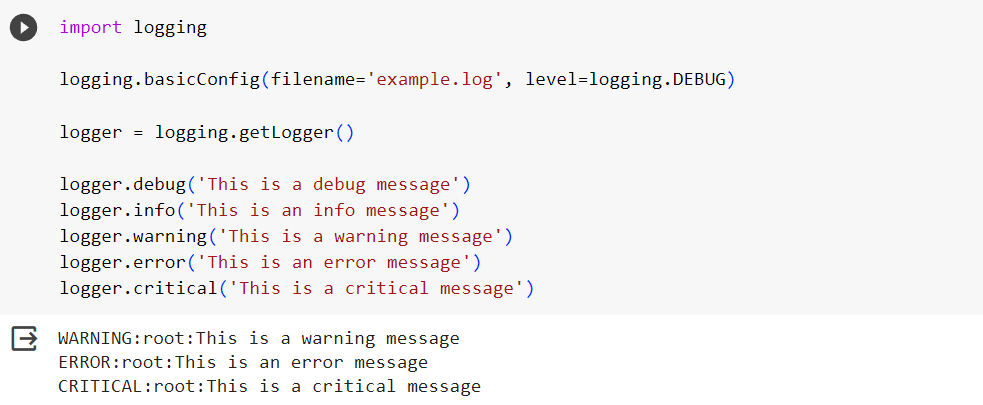 import logging
logging.basicConfig(filename='example.log', level=logging.DEBUG)
logger = logging.getLogger()
logger.debug('This is a debug message')
logger.info('This is an info message')
logger.warning('This is a warning message')
logger.error('This is an error message')
logger.critical('This is a critical message')
WARNING:root:This is a warning message
ERROR:root:This is an error message
CRITICAL:root:This is a critical message